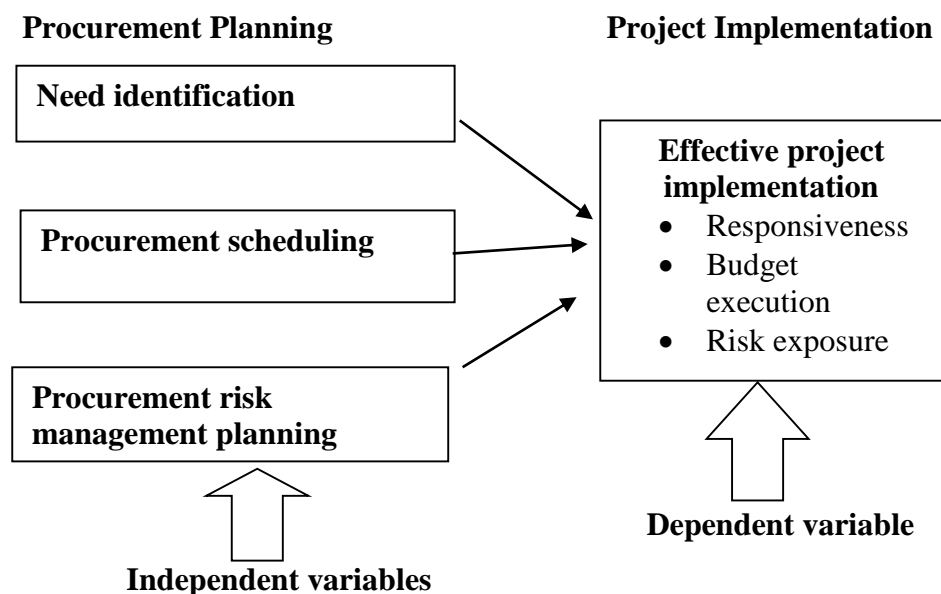 Procurement Planning
Project Implementation
Need identification
Procurement scheduling
Procurement risk
management planning
Effective project
implementation
• Responsiveness
• Budget
execution
• Risk exposure
Independent variables
Dependent variable